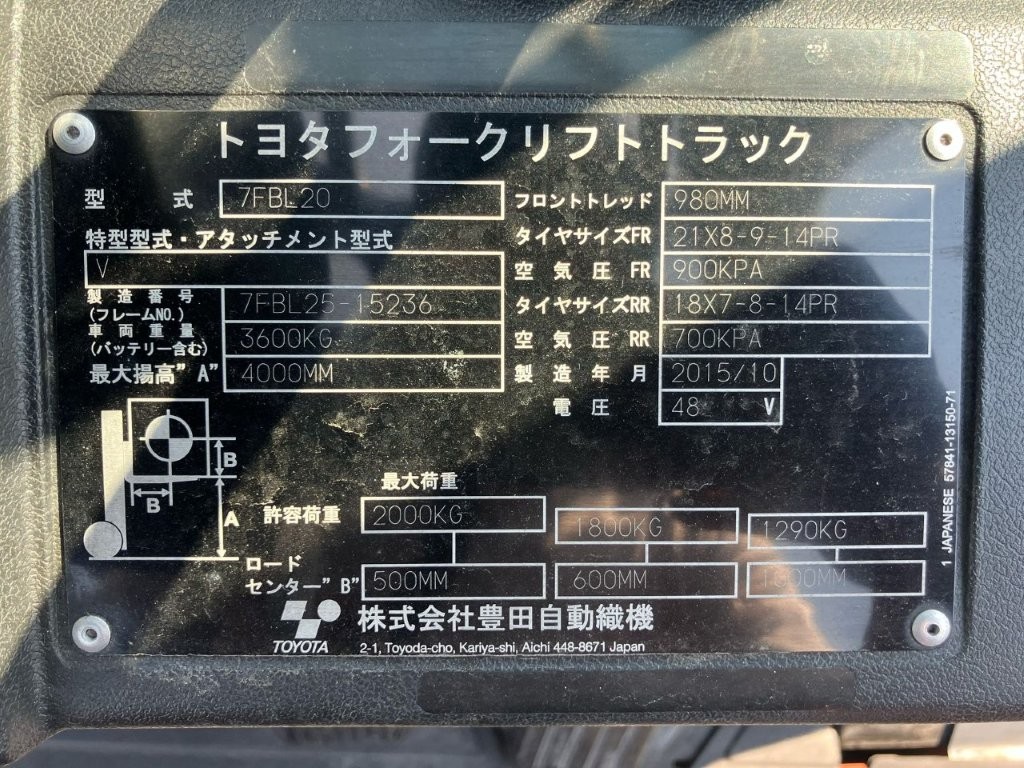 トヨタフォークリフトトラック
型式 7FBL20
特型型式・アタッチメント型式
V
製造番号
(フレームNO.) 7FBL25-15236
車両重量
(バッテリー含む) 3600KG
最大揚高"A" 4000MM
フロントトレッド 980MM
タイヤサイズFR 21X8-9-14PR
空気圧 FR 900KPA
タイヤサイズRR 18X7-8-14PR
空気圧 RR 700KPA
製造年月 2015/10
電圧 48 V
B
B
A
最大荷重
許容荷重 2000KG 1800KG 1290KG
ロード
センター"B" 500MM 600MM
TOYOTA
株式会社豊田自動織機
2-1, Toyoda-cho, Kariya-shi, Aichi 448-8671 Japan
1 JAPANESE 57841-13150-71